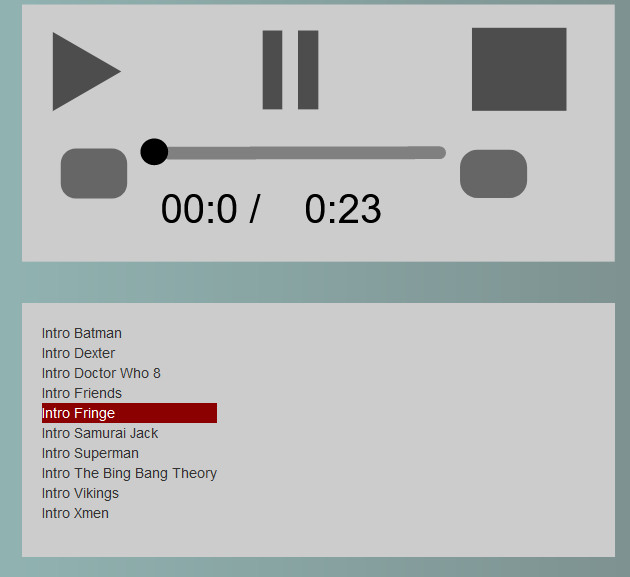 00:0 / 0:23
Intro Batman
Intro Dexter
Intro Doctor Who 8
Intro Friends
Intro Fringe
Intro Samurai Jack
Intro Superman
Intro The Bing Bang Theory
Intro Vikings
Intro Xmen